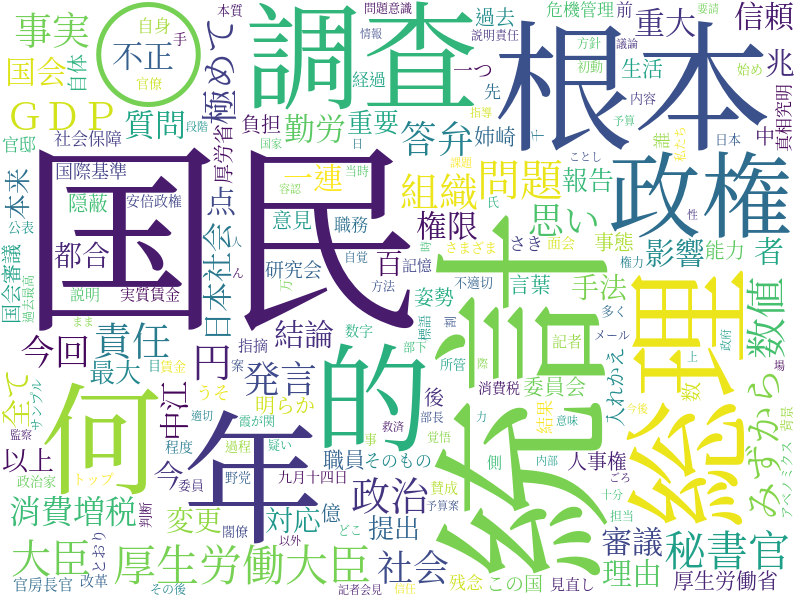 事実
○
不正
自身
手
官僚
国会
自体
極めて
本質
調査
問題意識
情報
説明責任
過去
経過
一つ
先
根本
危機管理
前
重大
信頼
方針
議論
要請
初動
生活
始め
兆
内容
予算
千
真相究明
中
ＧＤＰ
質問
段階
官邸
社会保障
厚労省
負担
国家
勤労
日
重要
当時
答弁
指導
姉崎
ことし
誰
私たち
日本
本来
国際基準
隠蔽
安倍政権
点
一連
容認
課題
組織
問題
報告
政権
公表
国民
都合
日本社会
人
意見
職務
自覚
権限
氏
思い
性
影響
能力
者
国会審議
過去最高
説明
実質賃金
ん
研究会
万
百
記憶
方法
時
さまざま
さき
面会
事態
権力
姿勢
不適切
言葉
手法
統計
総理
数値
まま
数字
的
標語
部下
割
記者
多く
メール
政府
今回
責任
円
指摘
結論
所管
際
入れかえ
数
上
場
全て
サンプル
最大
目
賃金
案
発言
消費税
委員会
みずから
背景
アベノミクス
何
中江
うそ
明らか
後
年
適切
霞が関
救済
部長
力
結果
意味
今後
監察
以上
程度
過程
疑い
事
覚悟
側
内部
人事権
ごろ
政治家
トップ
判断
今
委員
職員
そのもの
野党
九月十四日
政治
賛成
予算案
十分
担当
消費増税
変更
閣僚
対応
億
どこ
提出
審議
秘書官
大臣
とおり
厚生労働大臣
以外
社会
理由
官房長官
改革
その後
記者会見
信任
残念
この国
見直し
厚生労働省